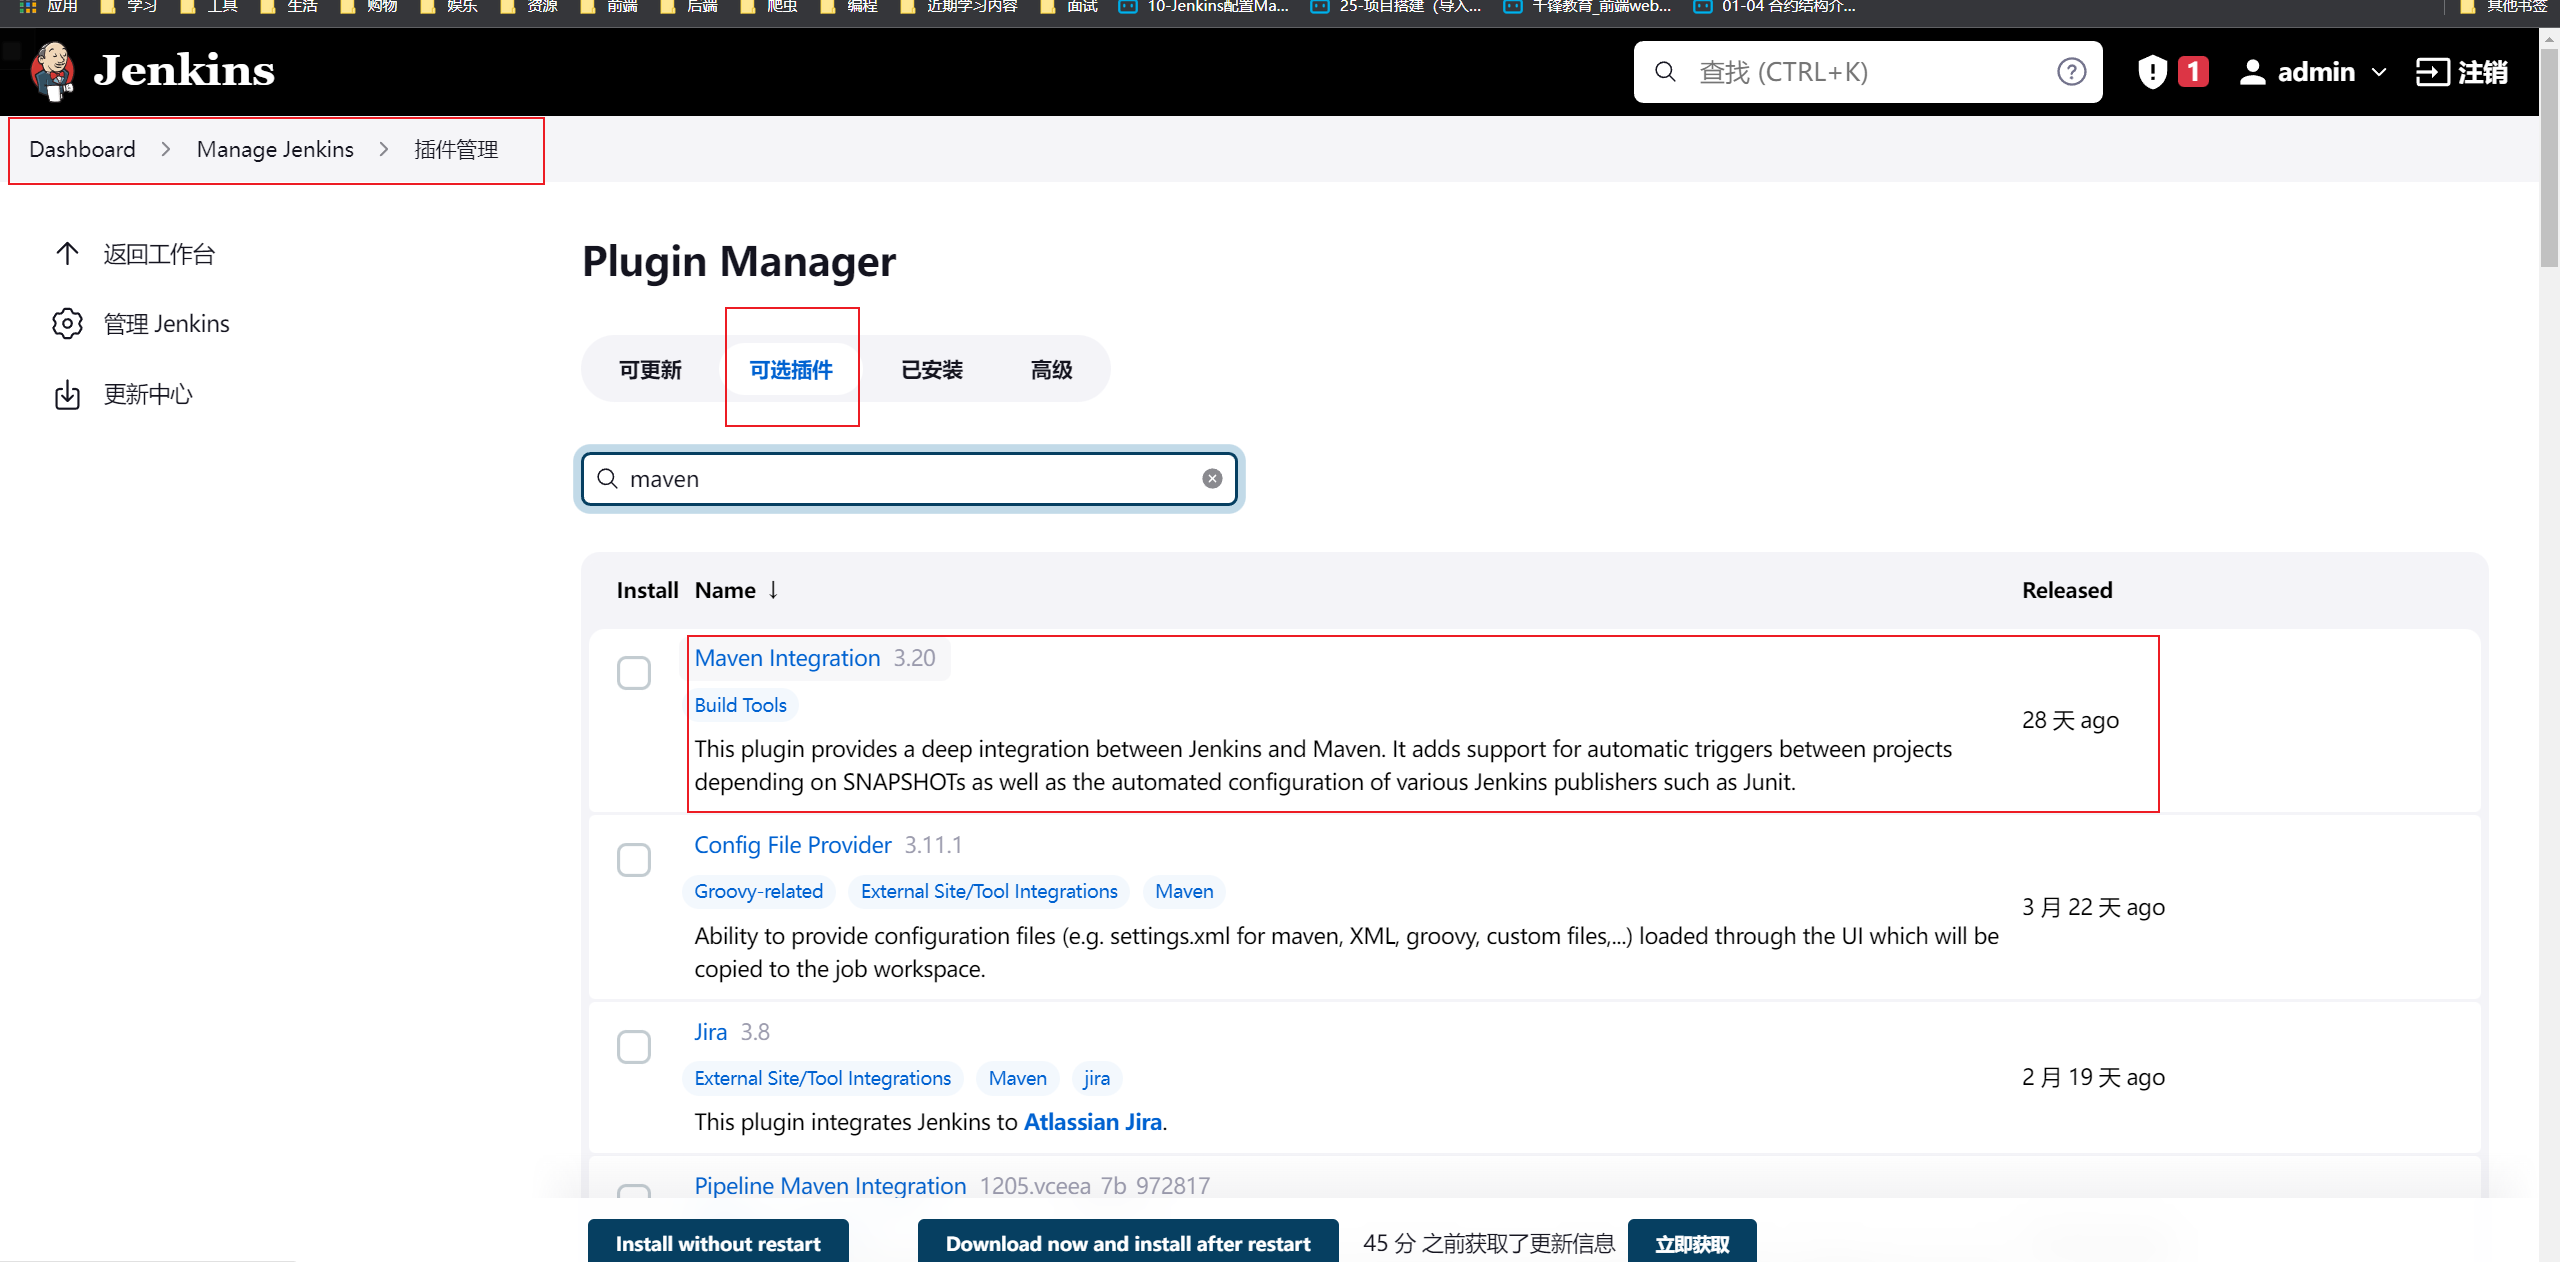 应用 学习 工具 生活 购物 娱乐 资源 前端 后端 爬虫 编程 近期学习内容 面试 10-Jenkins配置Ma... 25-项目搭建（导入... 千锋教育_前端web... 01-04 合约结构介... 其他书签
Jenkins 查找 (CTRL+K) 1 admin 注销
Dashboard Manage Jenkins 插件管理
返回工作台
管理 Jenkins
更新中心
Plugin Manager
可更新 可选插件 已安装 高级
maven
Install Name ↓ Released
Maven Integration 3.20
Build Tools
This plugin provides a deep integration between Jenkins and Maven. It adds support for automatic triggers between projects
depending on SNAPSHOTs as well as the automated configuration of various Jenkins publishers such as Junit.
28 天 ago
Config File Provider 3.11.1
Groovy-related External Site/Tool Integrations Maven
Ability to provide configuration files (e.g. settings.xml for maven, XML, groovy, custom files,...) loaded through the UI which will be
copied to the job workspace.
3 月 22 天 ago
Jira 3.8
External Site/Tool Integrations Maven jira
This plugin integrates Jenkins to Atlassian Jira.
2 月 19 天 ago
Pipeline Maven Integration 1205.vceea_7b_972817
Install without restart Download now and install after restart 45 分 之前获取了更新信息 立即获取